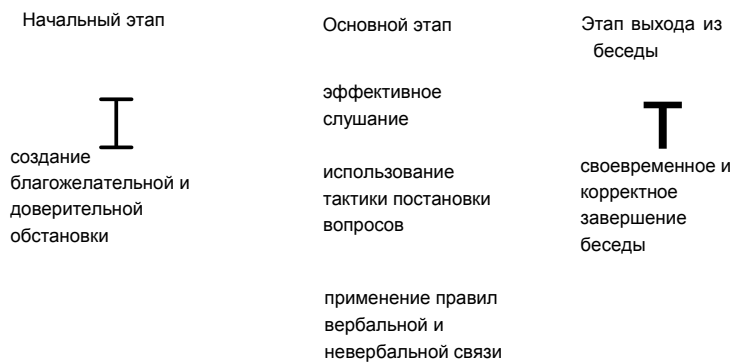 Начальный этап
создание
благожелательной и
доверительной
обстановки
Основной этап
эффективное
слушание
использование
тактики постановки
вопросов
применение правил
вербальной и
невербальной связи
Этап выхода из
беседы
своевременное и
корректное
завершение
беседы